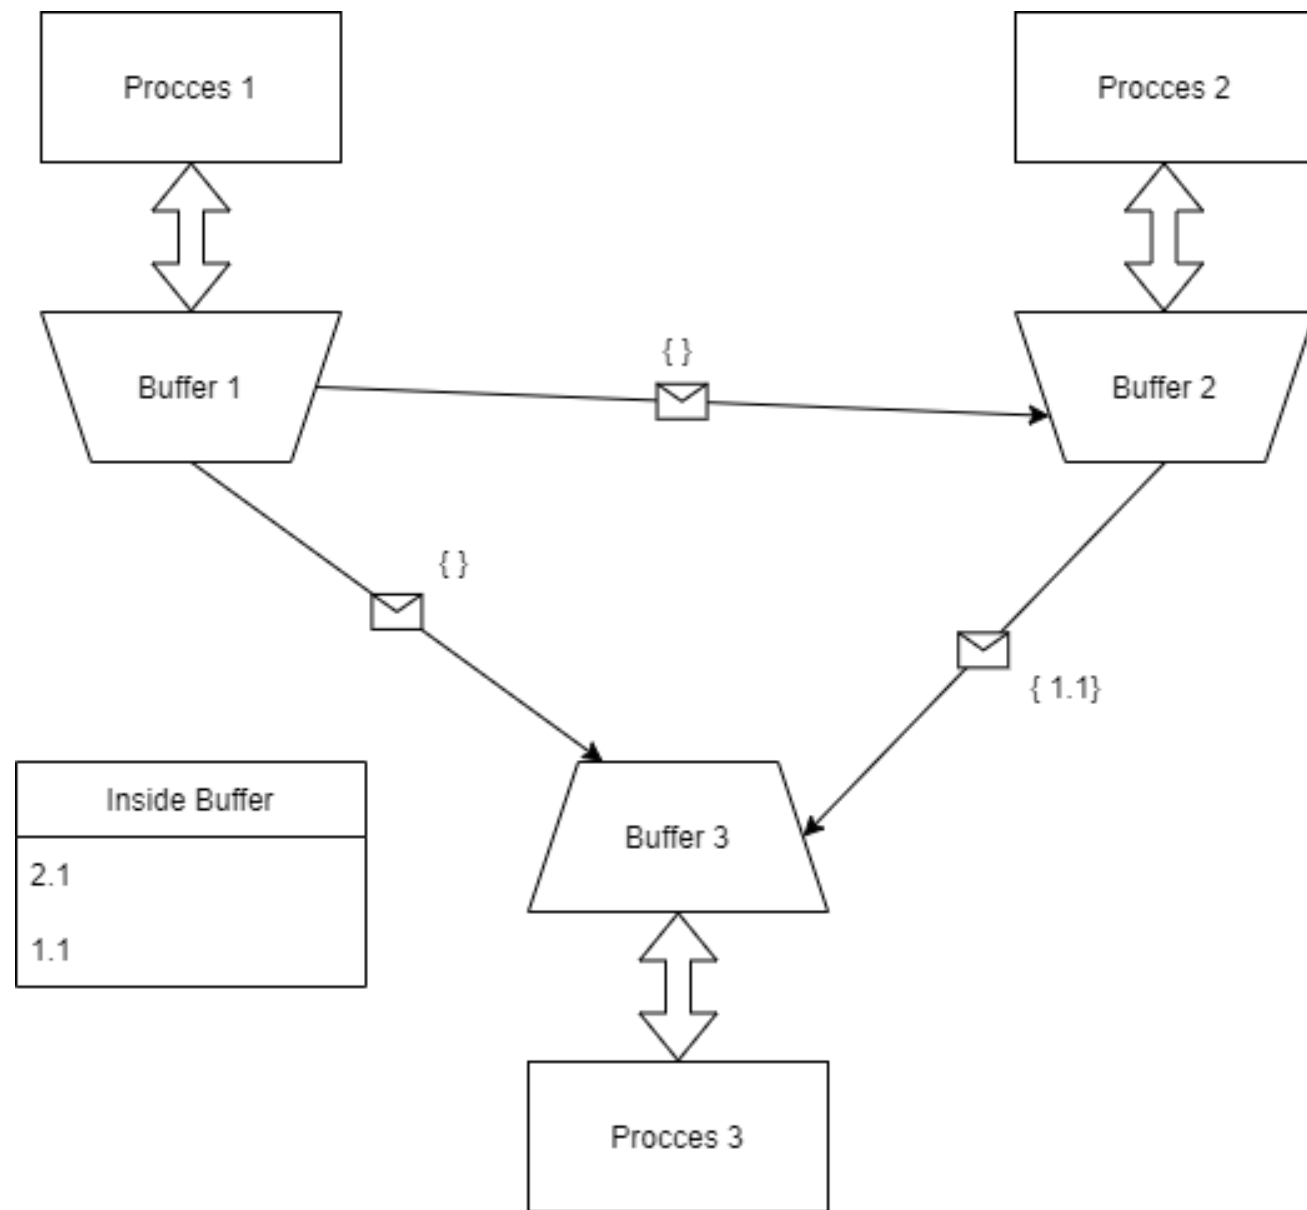 Procces 1
Procces 2
Buffer 1
{ }
Buffer 2
{ }
{ 1.1}
Inside Buffer
2.1
1.1
Buffer 3
Procces 3